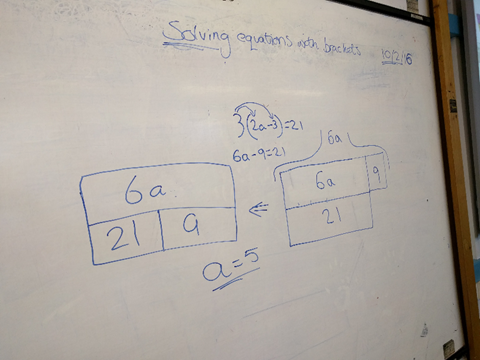 Solving equations with brackets 10/2/16
3(2a-3)=21
6a-9=21
6a
6a 9
21
6a
21 9
a=5